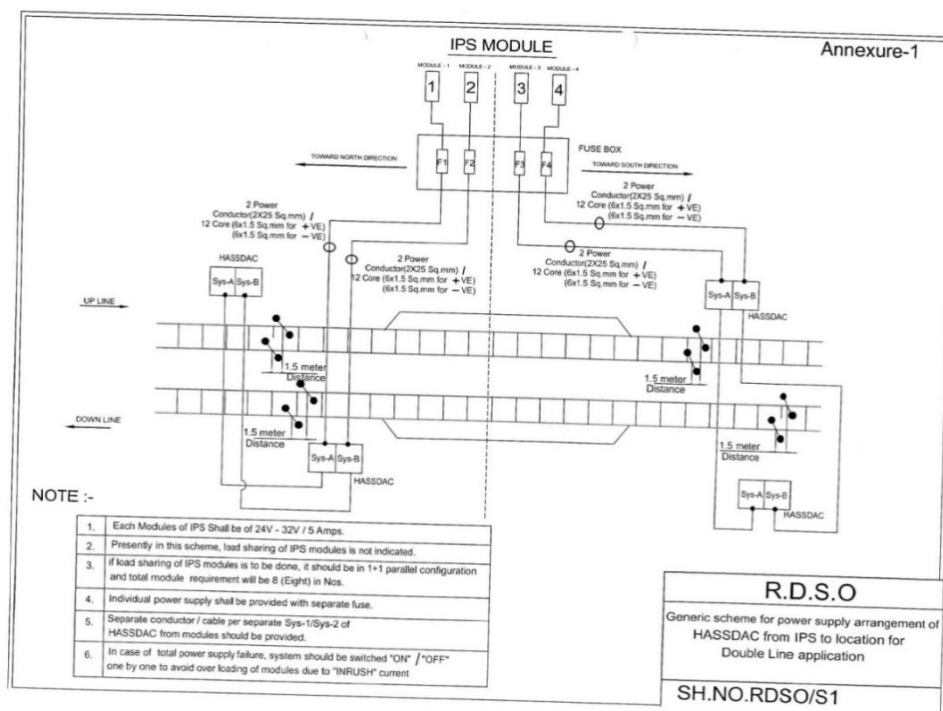 IPS MODULE
Annexure-1
MODULE - 1
MODULE - 2
MODULE - 3
MODULE - 4
1
2
3
4
FUSE BOX
F1
F2
F3
F4
TOWARD NORTH DIRECTION
TOWARD SOUTH DIRECTION
2 Power
Conductor(2X25 Sq.mm) /
12 Core (6x1.5 Sq.mm for +VE)
(6x1.5 Sq.mm for -VE)
2 Power
Conductor(2X25 Sq.mm) /
12 Core (6x1.5 Sq.mm for +VE)
(6x1.5 Sq.mm for -VE)
2 Power
Conductor(2X25 Sq.mm) /
12 Core (6x1.5 Sq.mm for +VE)
(6x1.5 Sq.mm for -VE)
2 Power
Conductor(2X25 Sq.mm) /
12 Core (6x1.5 Sq.mm for +VE)
(6x1.5 Sq.mm for -VE)
HASSDAC
Sys-A
Sys-B
Sys-A
Sys-B
HASSDAC
UP LINE
1.5 meter
Distance
1.5 meter
Distance
DOWN LINE
1.5 meter
Distance
1.5 meter
Distance
Sys-A
Sys-B
HASSDAC
Sys-A
Sys-B
HASSDAC
NOTE :-
1. Each Modules of IPS Shall be of 24V - 32V / 5 Amps.
2. Presently in this scheme, load sharing of IPS modules is not indicated.
3. if load sharing of IPS modules is to be done, it should be in 1+1 parallel configuration
and total module requirement will be 8 (Eight) in Nos.
4. Individual power supply shall be provided with separate fuse.
5. Separate conductor / cable per separate Sys-1/Sys-2 of
HASSDAC from modules should be provided.
6. In case of total power supply failure, system should be switched "ON" / "OFF"
one by one to avoid over loading of modules due to "INRUSH" current
R.D.S.O
Generic scheme for power supply arrangement of
HASSDAC from IPS to location for
Double Line application
SH.NO.RDSO/S1